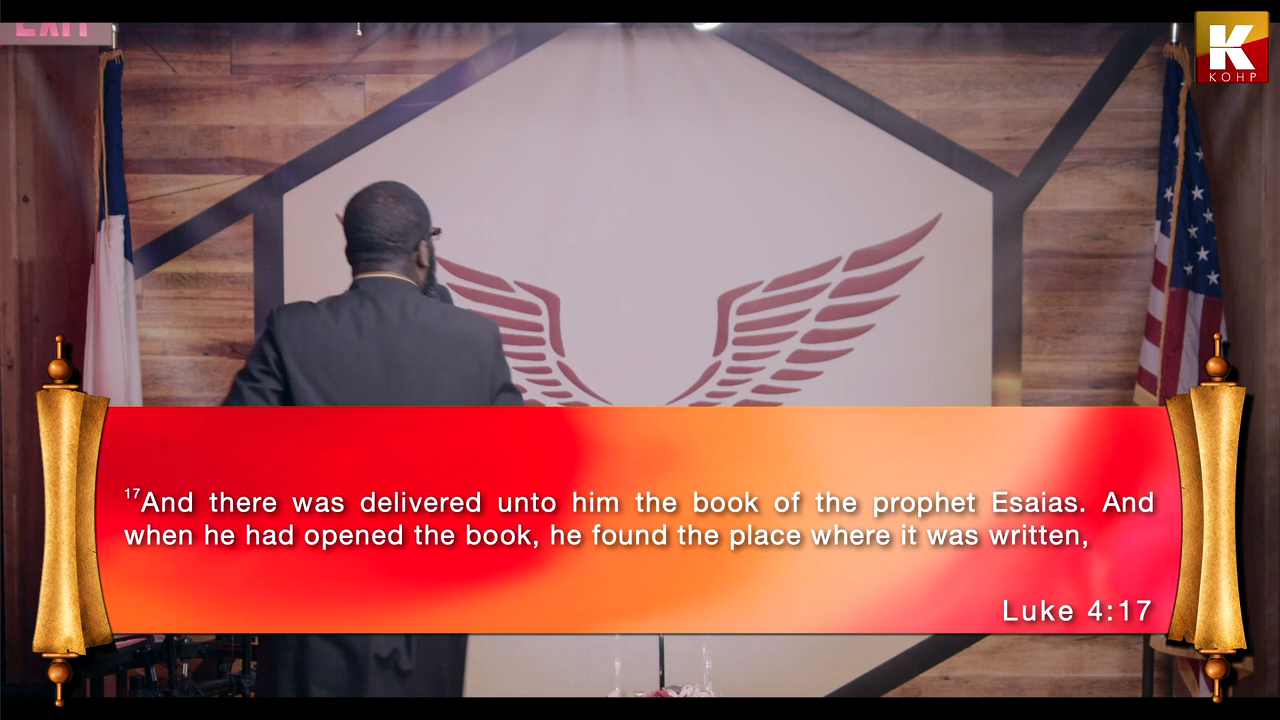 EXIT
K
KOHP
17And there was delivered unto him the book of the prophet Esaias. And
when he had opened the book, he found the place where it was written,
Luke 4:17